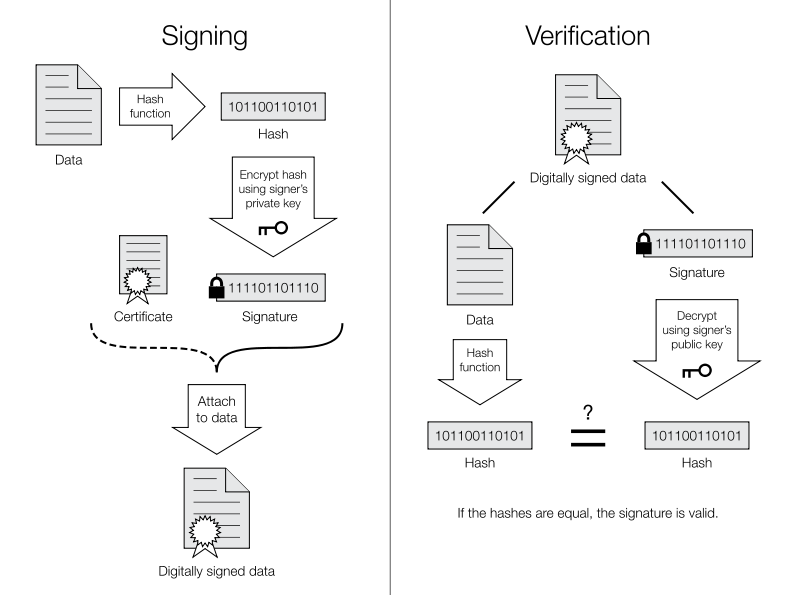 Signing
Data
Hash
function
101100110101
Hash
Encrypt hash
using signer's
private key
Certificate
111101101110
Signature
Attach
to data
Digitally signed data
Verification
Digitally signed data
Data
111101101110
Signature
Hash
function
Decrypt
using signer's
public key
101100110101
Hash
?
=
101100110101
Hash
If the hashes are equal, the signature is valid.